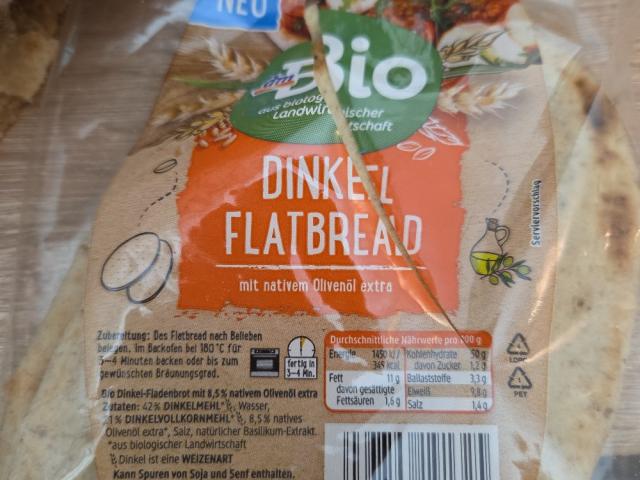 NEU
dm
Bio
aus biologischer
Landwirtschaft
DINKEL
FLATBREAD
mit nativem Olivenöl extra
Serviervorschlag
Zubereitung: Das Flatbread nach Belieben
belegen. Im Backofen bei 180°C für
3–4 Minuten backen oder bis zum
gewünschten Bräunungsgrad.
fertig in
3–4 Min.
Bio Dinkel-Fladenbrot mit 8,5% nativem Olivenöl extra
Zutaten: 42% DINKELMEHL*, Wasser,
21% DINKELVOLLKORNMEHL*, 8,5% natives
Olivenöl extra*, Salz, natürlicher Basilikum-Extrakt.
*aus biologischer Landwirtschaft
Dinkel ist eine WEIZENART
Kann Spuren von Soja und Senf enthalten.
Durchschnittliche Nährwerte pro 100 g
Energie 1450 kJ/
345 kcal
Fett 11 g
davon gesättigte
Fettsäuren 1,6 g
Kohlenhydrate 50 g
davon Zucker 1,2 g
Ballaststoffe 3,3 g
Eiweiß 9,8 g
Salz 1,4 g
LDPE
PET